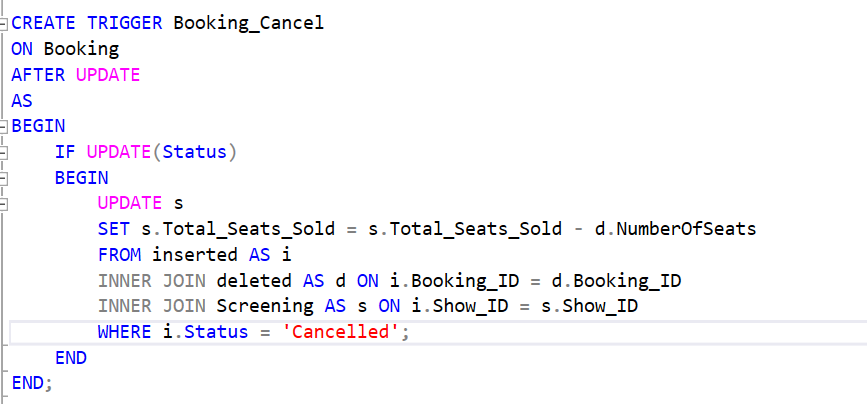 CREATE TRIGGER Booking_Cancel
ON Booking
AFTER UPDATE
AS
BEGIN
    IF UPDATE(Status)
    BEGIN
        UPDATE s
        SET s.Total_Seats_Sold = s.Total_Seats_Sold - d.NumberOfSeats
        FROM inserted AS i
        INNER JOIN deleted AS d ON i.Booking_ID = d.Booking_ID
        INNER JOIN Screening AS s ON i.Show_ID = s.Show_ID
        WHERE i.Status = 'Cancelled';
    END
END;